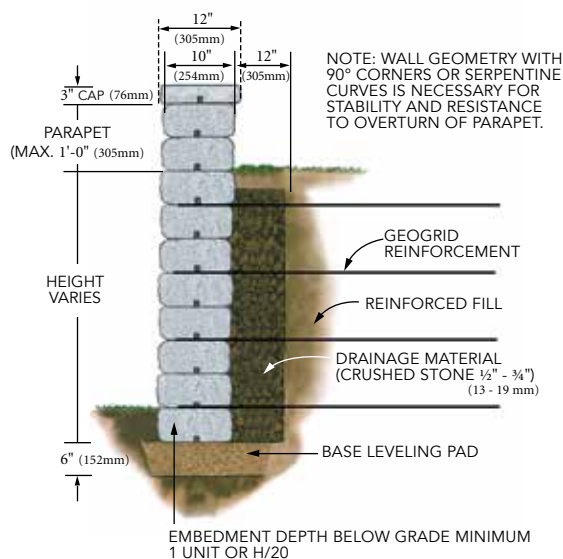 12"
(305mm)
10"
(254mm)
12"
(305mm)
NOTE: WALL GEOMETRY WITH
90° CORNERS OR SERPENTINE
CURVES IS NECESSARY FOR
STABILITY AND RESISTANCE
TO OVERTURN OF PARAPET.
3" CAP (76mm)
PARAPET
(MAX. 1'-0" (305mm)
GEOGRID
REINFORCEMENT
HEIGHT
VARIES
REINFORCED FILL
DRAINAGE MATERIAL
(CRUSHED STONE ½" - ¾")
(13 - 19 mm)
6" (152mm)
BASE LEVELING PAD
EMBEDMENT DEPTH BELOW GRADE MINIMUM
1 UNIT OR H/20